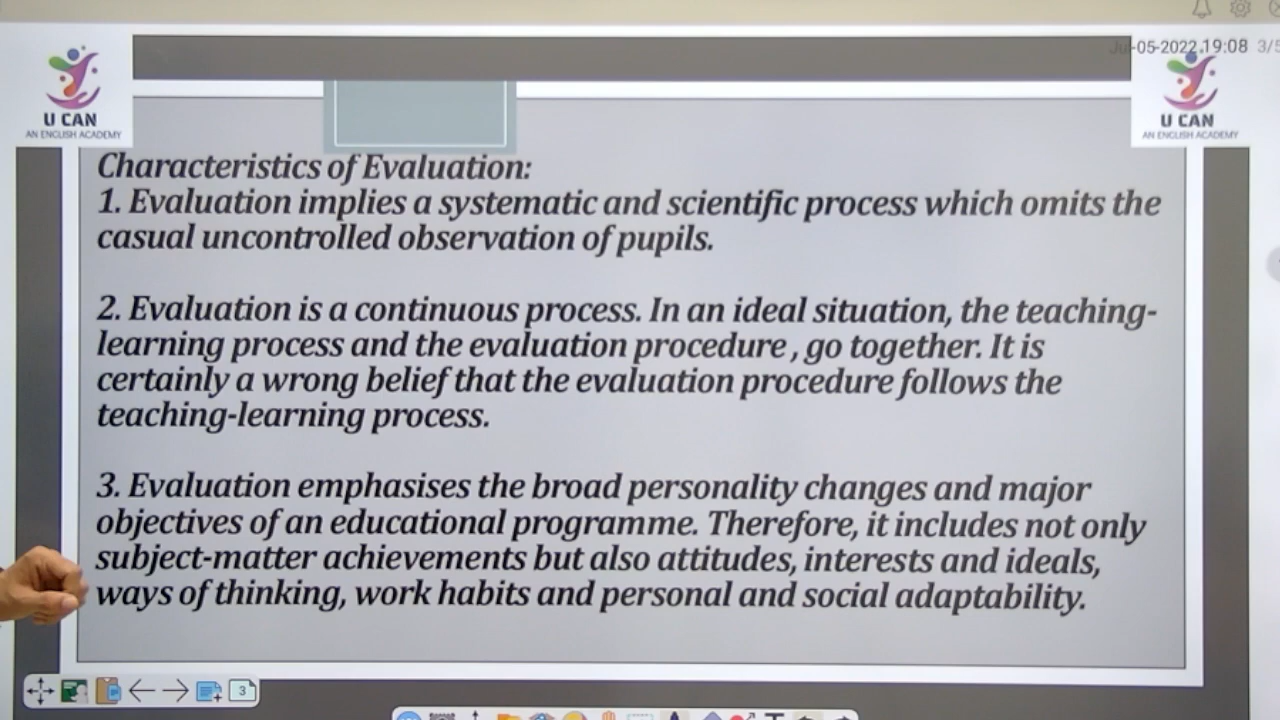 Jul-05-2022,19:08 3/5
U CAN
AN ENGLISH ACADEMY
U CAN
AN ENGLISH ACADEMY
Characteristics of Evaluation:
1. Evaluation implies a systematic and scientific process which omits the
casual uncontrolled observation of pupils.
2. Evaluation is a continuous process. In an ideal situation, the teaching-
learning process and the evaluation procedure , go together. It is
certainly a wrong belief that the evaluation procedure follows the
teaching-learning process.
3. Evaluation emphasises the broad personality changes and major
objectives of an educational programme. Therefore, it includes not only
subject-matter achievements but also attitudes, interests and ideals,
ways of thinking, work habits and personal and social adaptability.
3